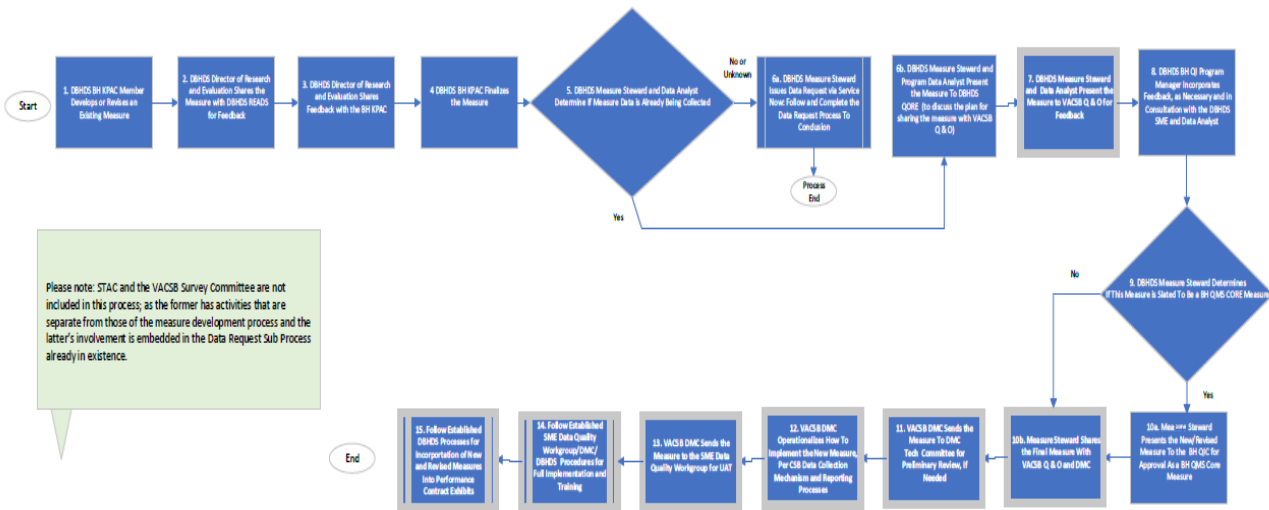 Start
1. DBHDS BH KPAC Member
Develops or Revises an
Existing Measure
2. DBHDS Director of Research
and Evaluation Shares the
Measure with DBHDS READS
for Feedback
3. DBHDS Director of Research
and Evaluation Shares
Feedback with the BH KPAC
4 DBHDS BH KPAC Finalizes
the Measure
5. DBHDS Measure Steward and Data Analyst
Determine If Measure Data is Already Being Collected
No or
Unknown
Yes
6a. DBHDS Measure Steward
Issues Data Request via Service
Now: Follow and Complete the
Data Request Process To
Conclusion
Process
End
6b. DBHDS Measure Steward and
Program Data Analyst Present
the Measure To DBHDS
QORE (to discuss the plan for
sharing the measure with VACSB
Q & O)
7. DBHDS Measure Steward
and Data Analyst Present the
Measure to VACSB Q & O for
Feedback
8. DBHDS BH QI Program
Manager Incorporates
Feedback, as Necessary and in
Consultation with the DBHDS
SME and Data Analyst
9. DBHDS Measure Steward Determines
If This Measure is Slated To Be a BH QMS CORE Measure
No
Yes
10a. Measure Steward
Presents the New/Revised
Measure To the BH QIC for
Approval As a BH QMS Core
Measure
10b. Measure Steward Shares
the Final Measure With
VACSB Q & O and DMC
11. VACSB DMC Sends the
Measure To DMC
Tech Committee for
Preliminary Review, If
Needed
12. VACSB DMC
Operationalizes How To
Implement the New Measure,
Per CSB Data Collection
Mechanism and Reporting
Processes
13. VACSB DMC Sends the
Measure to the SME Data
Quality Workgroup for UAT
14. Follow Established
SME Data Quality
Workgroup/DMC/
DBHDS Procedures for
Full Implementation and
Training
15. Follow Established
DBHDS Processes for
Incorportation of New
and Revised Measures
Into Performance
Contract Exhibits
End
Please note: STAC and the VACSB Survey Committee are not
included in this process; as the former has activities that are
separate from those of the measure development process and the
latter's involvement is embedded in the Data Request Sub Process
already in existence.